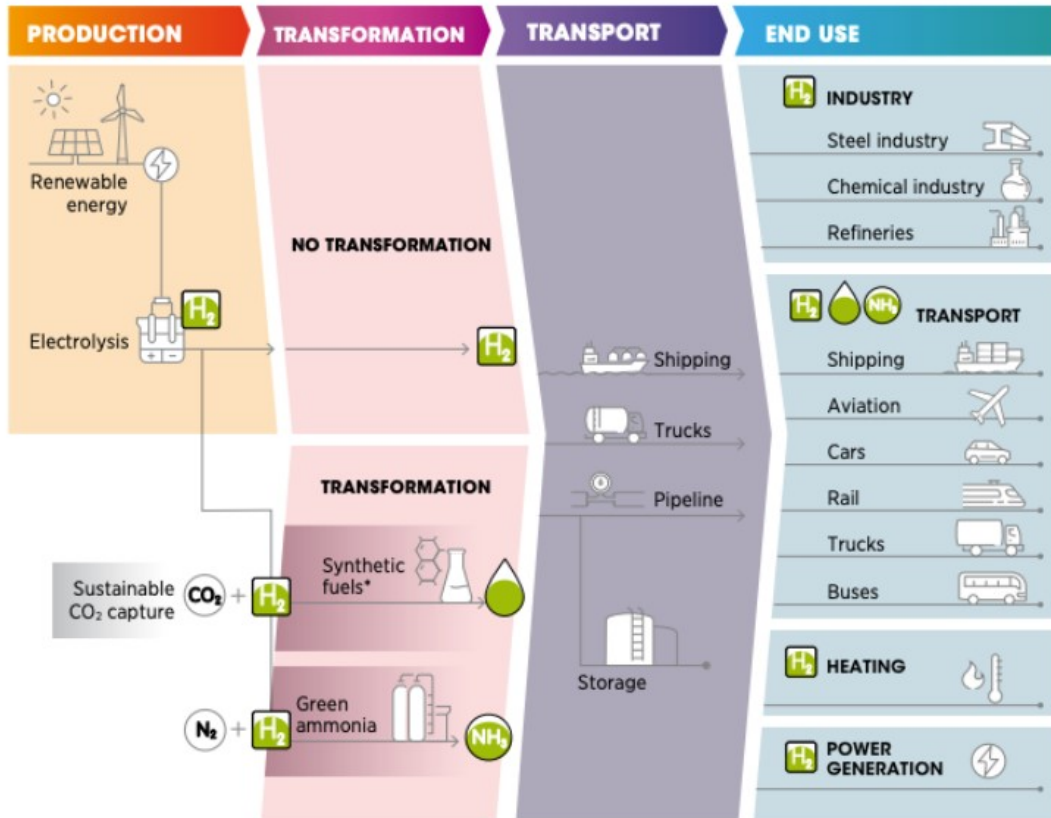 PRODUCTION
TRANSFORMATION
TRANSPORT
END USE
Renewable
energy
Electrolysis
H₂
NO TRANSFORMATION
H₂
TRANSFORMATION
Sustainable
CO₂ capture
CO₂ + H₂
Synthetic
fuels*
N₂ + H₂
Green
ammonia
NH₃
Shipping
Trucks
Pipeline
Storage
H₂ INDUSTRY
Steel industry
Chemical industry
Refineries
H₂ NH₃ TRANSPORT
Shipping
Aviation
Cars
Rail
Trucks
Buses
H₂ HEATING
H₂ POWER
GENERATION